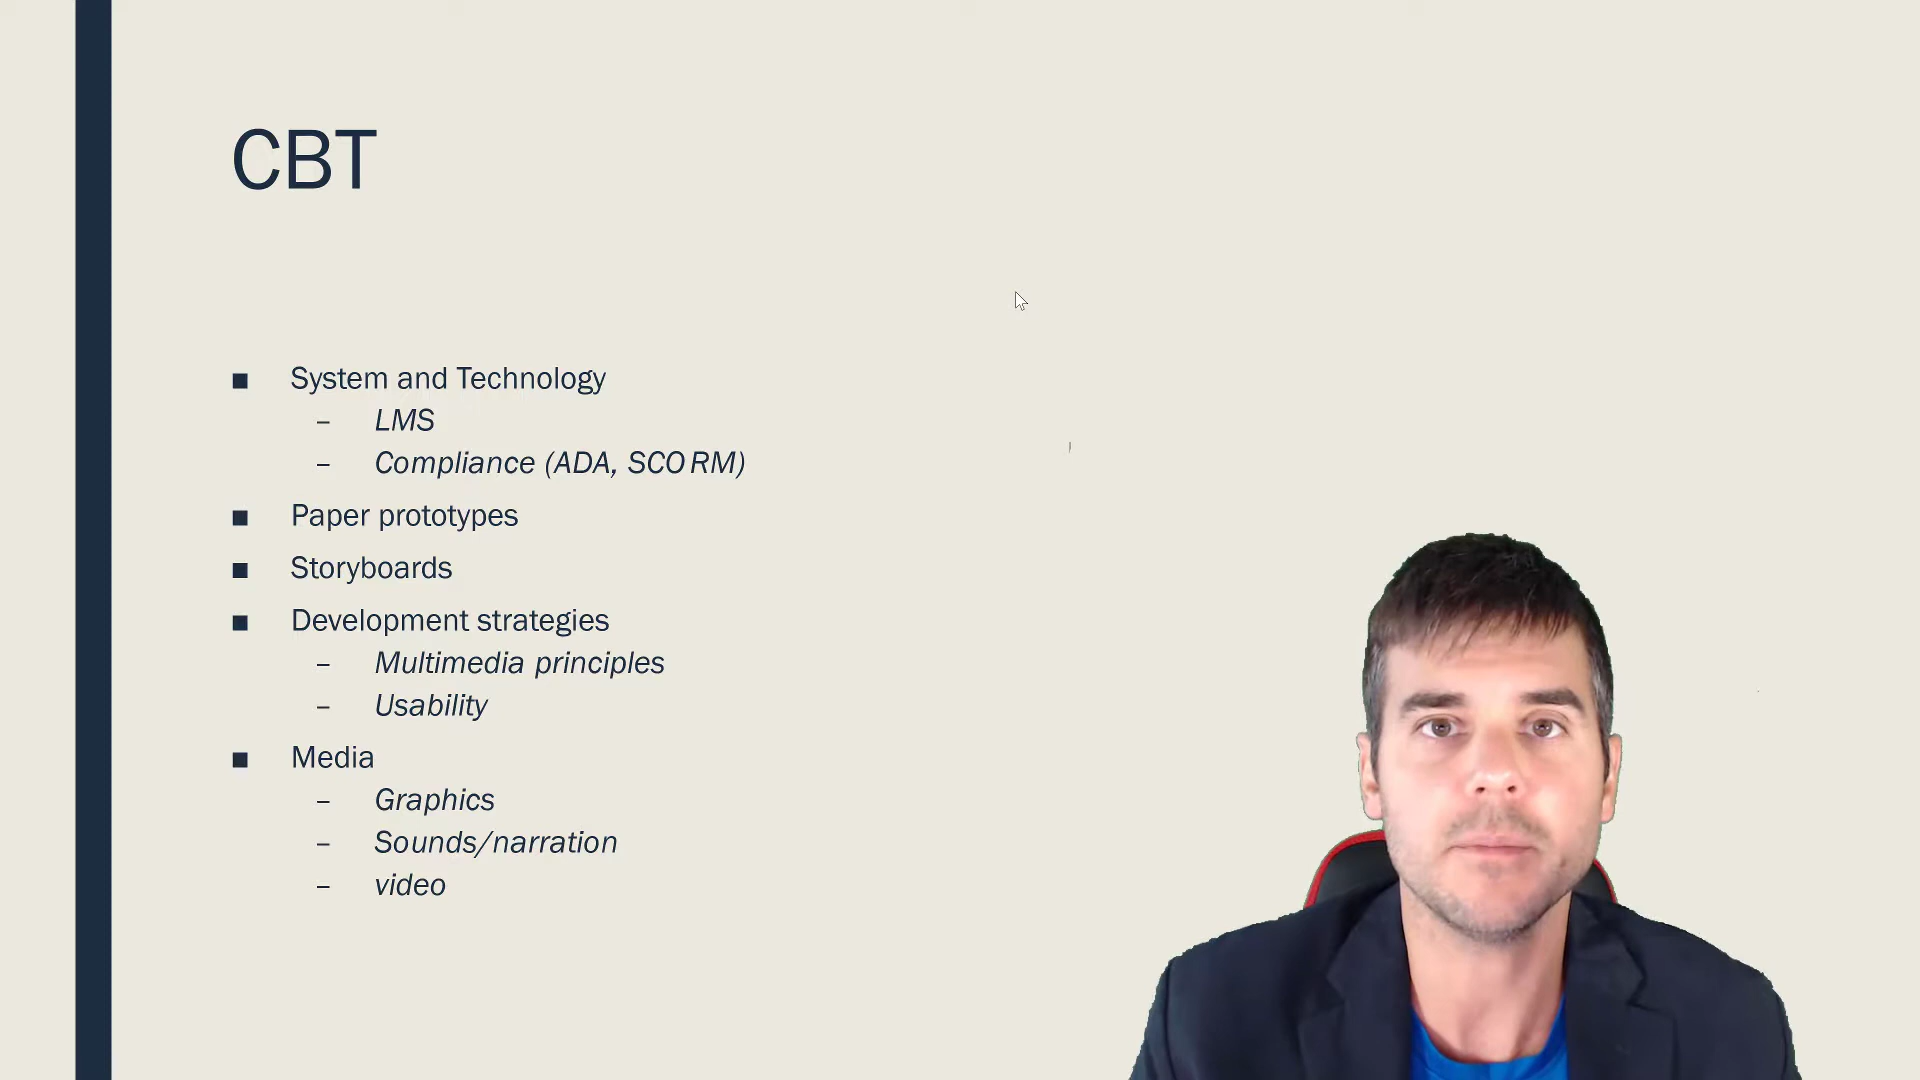 CBT
■ System and Technology
– LMS
– Compliance (ADA, SCORM)
■ Paper prototypes
■ Storyboards
■ Development strategies
– Multimedia principles
– Usability
■ Media
– Graphics
– Sounds/narration
– video